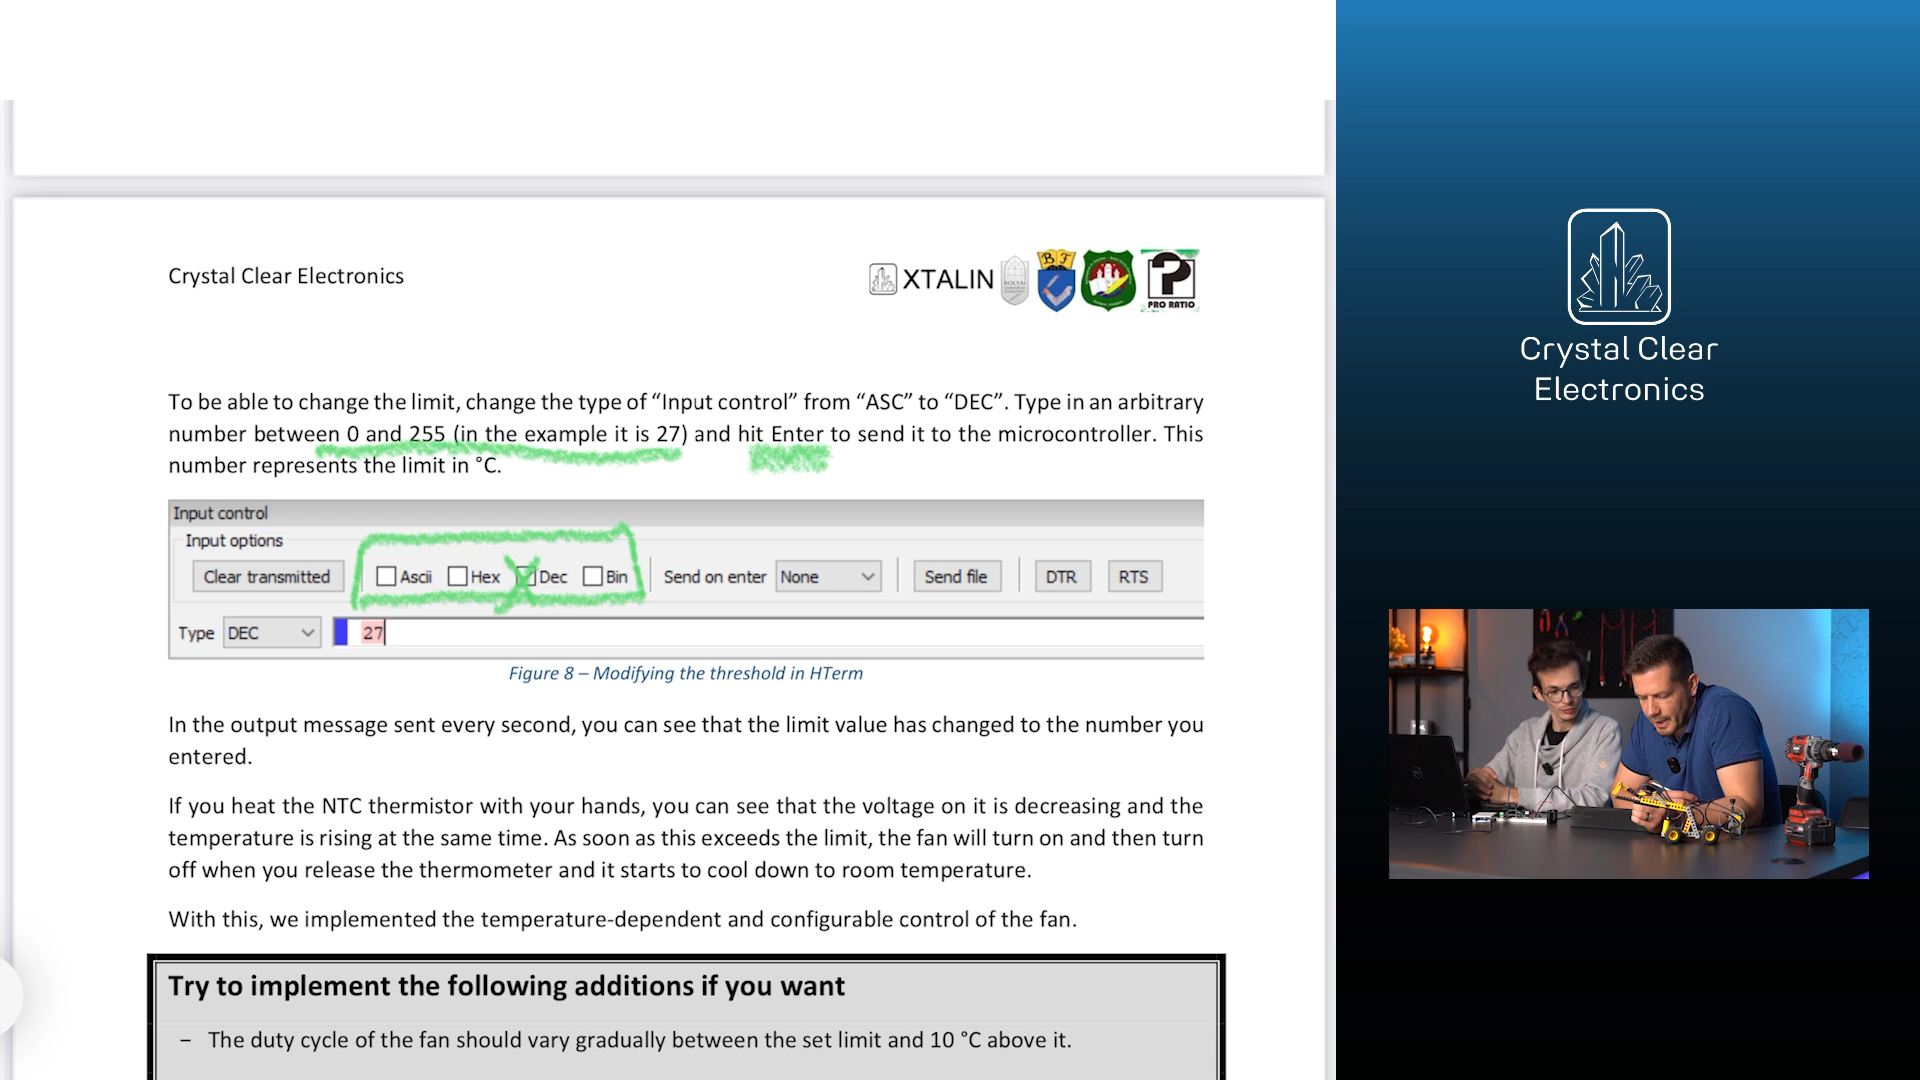 Crystal Clear Electronics
XTALIN
BF
PRO RATIO
To be able to change the limit, change the type of “Input control” from “ASC” to “DEC”. Type in an arbitrary
number between 0 and 255 (in the example it is 27) and hit Enter to send it to the microcontroller. This
number represents the limit in °C.
Input control
Input options
Clear transmitted
Ascii
Hex
Dec
Bin
Send on enter
None
Send file
DTR
RTS
Type
DEC
27
Figure 8 – Modifying the threshold in HTerm
In the output message sent every second, you can see that the limit value has changed to the number you
entered.
If you heat the NTC thermistor with your hands, you can see that the voltage on it is decreasing and the
temperature is rising at the same time. As soon as this exceeds the limit, the fan will turn on and then turn
off when you release the thermometer and it starts to cool down to room temperature.
With this, we implemented the temperature-dependent and configurable control of the fan.
Try to implement the following additions if you want
– The duty cycle of the fan should vary gradually between the set limit and 10 °C above it.
Crystal Clear
Electronics